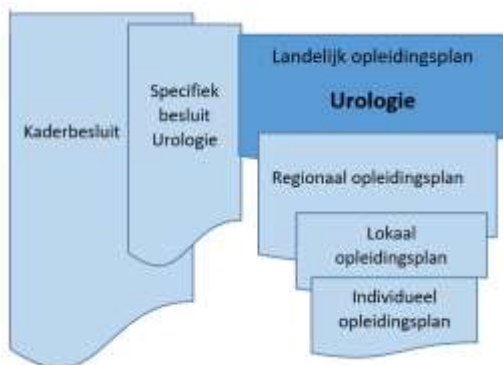 Kaderbesluit
Specifiek
besluit
Urologie
Landelijk opleidingsplan
Urologie
Regionaal opleidingsplan
Lokaal
opleidingsplan
Individueel
opleidingsplan